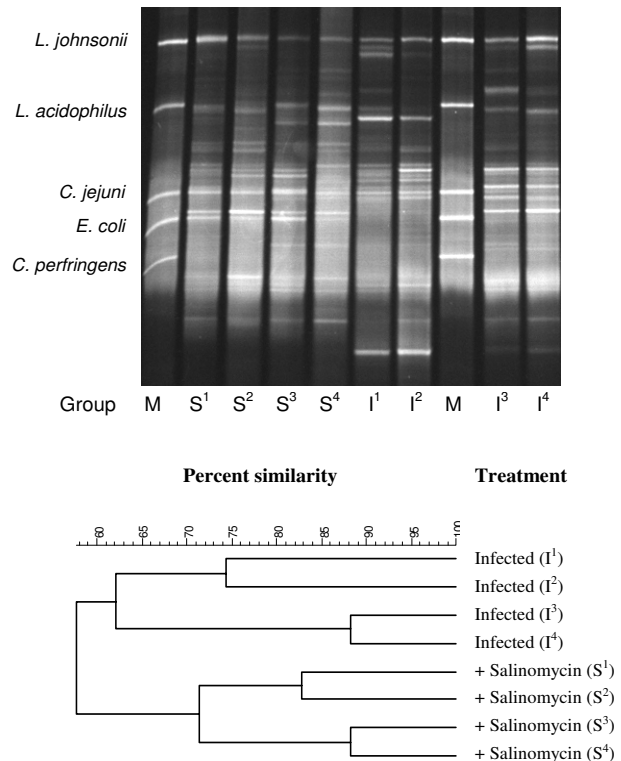 L. johnsonii
L. acidophilus
C. jejuni
E. coli
C. perfringens
Group M S¹ S² S³ S⁴ I¹ I² M I³ I⁴
Percent similarity Treatment
60 65 70 75 80 85 90 95 100
Infected (I¹)
Infected (I²)
Infected (I³)
Infected (I⁴)
+ Salinomycin (S¹)
+ Salinomycin (S²)
+ Salinomycin (S³)
+ Salinomycin (S⁴)